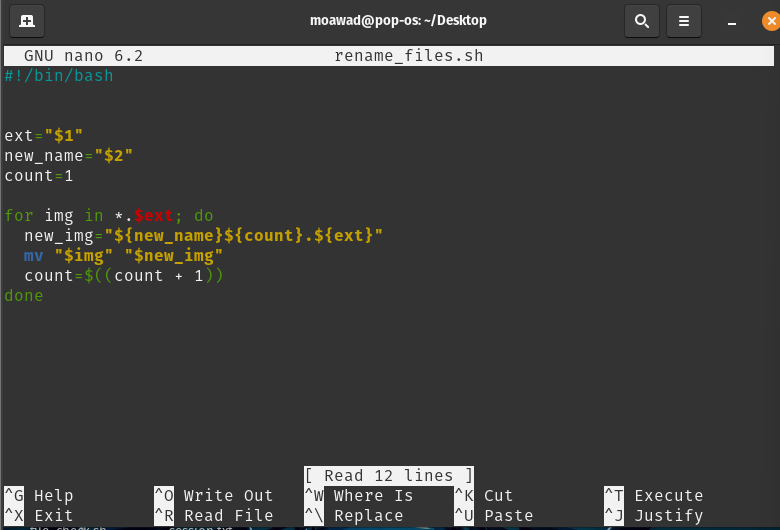 moawad@pop-os: ~/Desktop
GNU nano 6.2 rename_files.sh
#!/bin/bash
ext="$1"
new_name="$2"
count=1
for img in *.$ext; do
  new_img="${new_name}${count}.${ext}"
  mv "$img" "$new_img"
  count=$((count + 1))
done
[ Read 12 lines ]
^G Help ^O Write Out ^W Where Is ^K Cut ^T Execute
^X Exit ^R Read File ^\ Replace ^U Paste ^J Justify